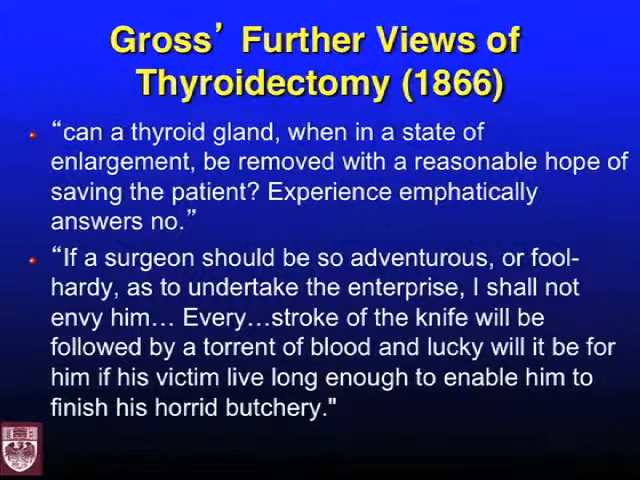 Gross’ Further Views of
Thyroidectomy (1866)
“can a thyroid gland, when in a state of
enlargement, be removed with a reasonable hope of
saving the patient? Experience emphatically
answers no.”
“If a surgeon should be so adventurous, or fool-
hardy, as to undertake the enterprise, I shall not
envy him… Every…stroke of the knife will be
followed by a torrent of blood and lucky will it be for
him if his victim live long enough to enable him to
finish his horrid butchery."